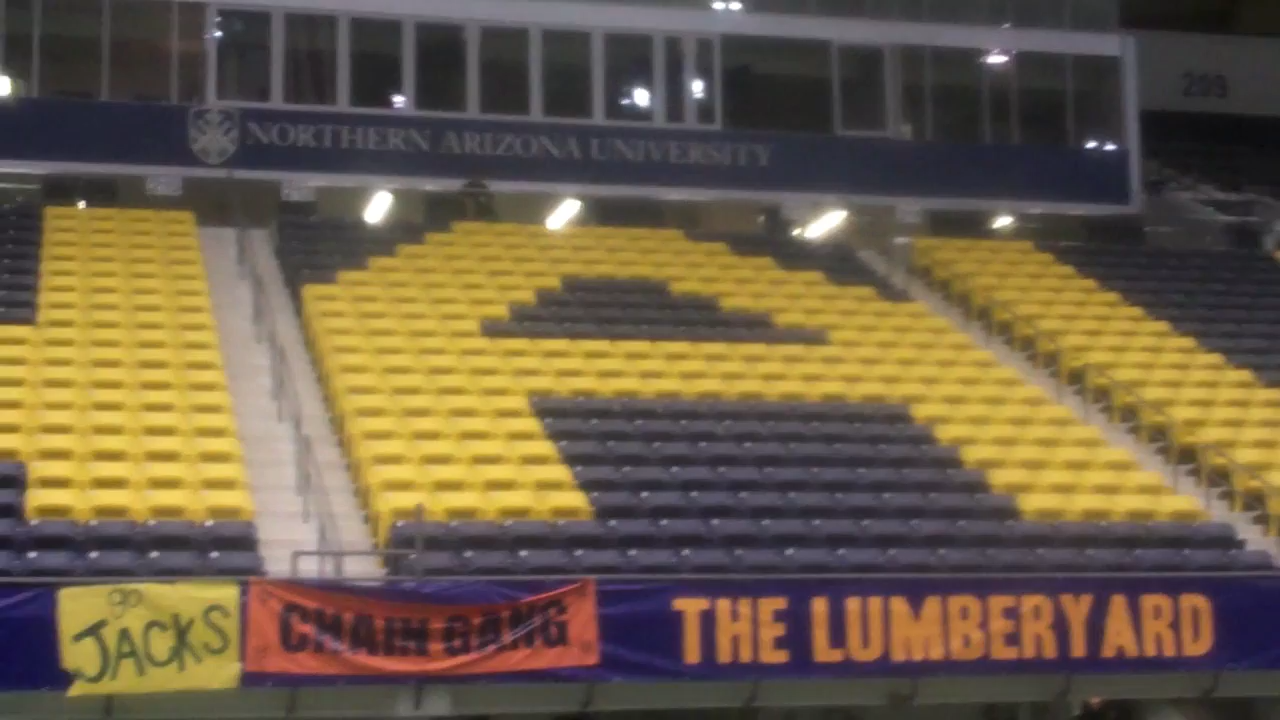 209
NORTHERN ARIZONA UNIVERSITY
A
go
JACKS
CHAIN GANG
THE LUMBERYARD